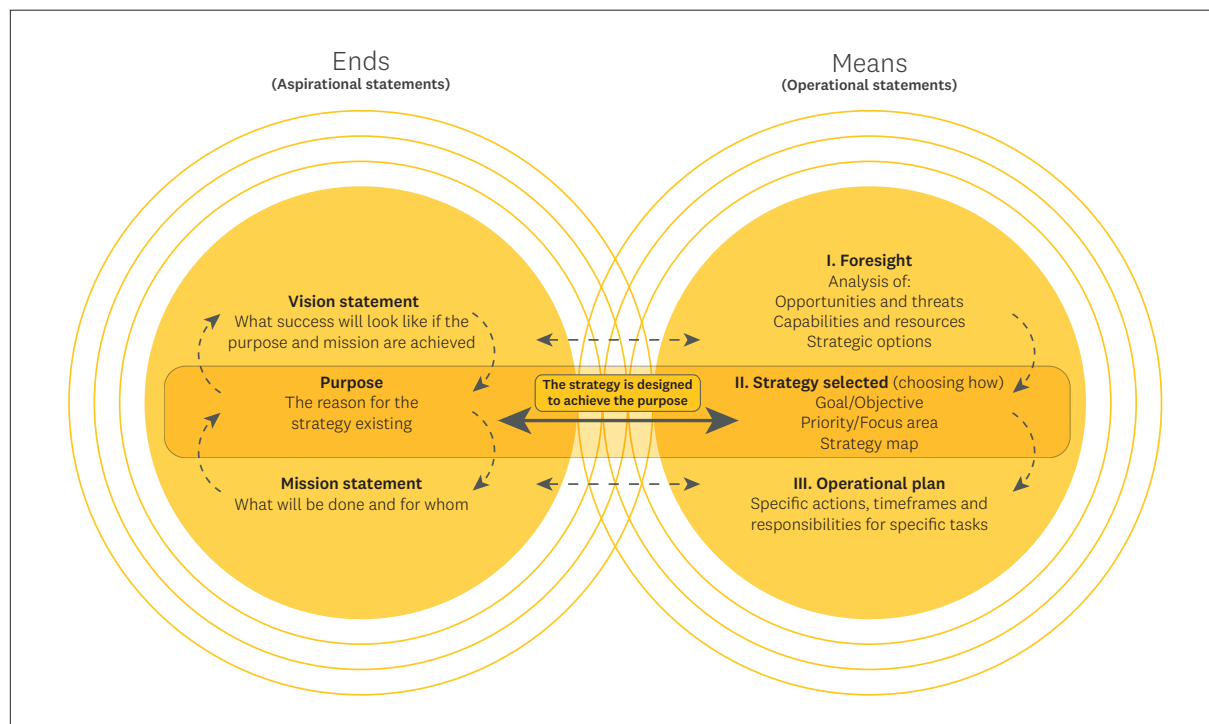 Ends
(Aspirational statements)
Means
(Operational statements)
Vision statement
What success will look like if the
purpose and mission are achieved
Purpose
The reason for the
strategy existing
Mission statement
What will be done and for whom
The strategy is designed
to achieve the purpose
I. Foresight
Analysis of:
Opportunities and threats
Capabilities and resources
Strategic options
II. Strategy selected (choosing how)
Goal/Objective
Priority/Focus area
Strategy map
III. Operational plan
Specific actions, timeframes and
responsibilities for specific tasks